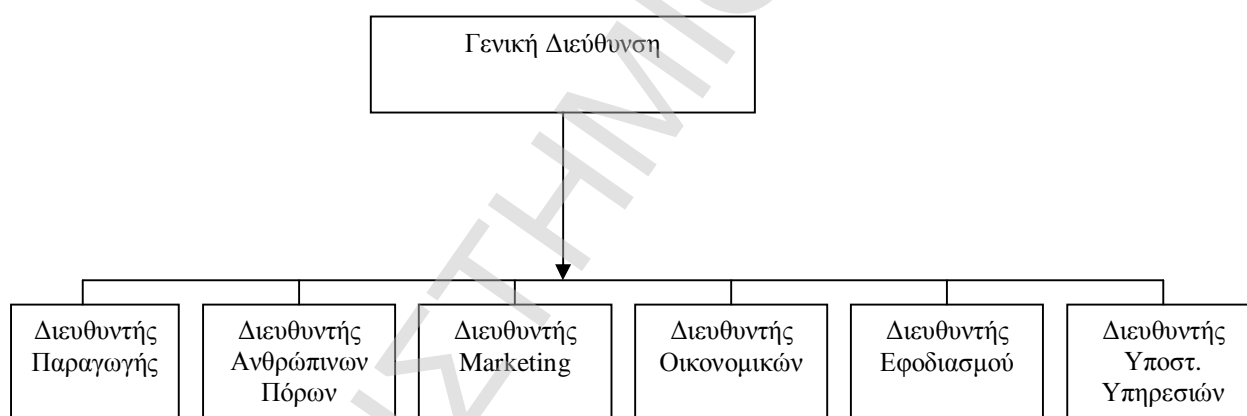 Γενική Διεύθυνση
Διευθυντής
Παραγωγής
Διευθυντής
Ανθρώπινων
Πόρων
Διευθυντής
Marketing
Διευθυντής
Οικονομικών
Διευθυντής
Εφοδιασμού
Διευθυντής
Υποστ.
Υπηρεσιών